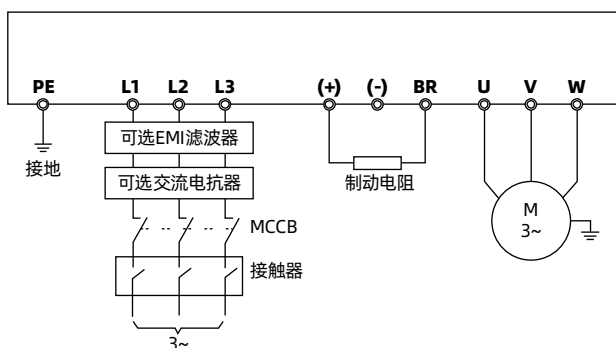 PE L1 L2 L3 (+) (-) BR U V W
可选EMI滤波器
接地
可选交流电抗器
制动电阻
M
3~
MCCB
接触器
3~